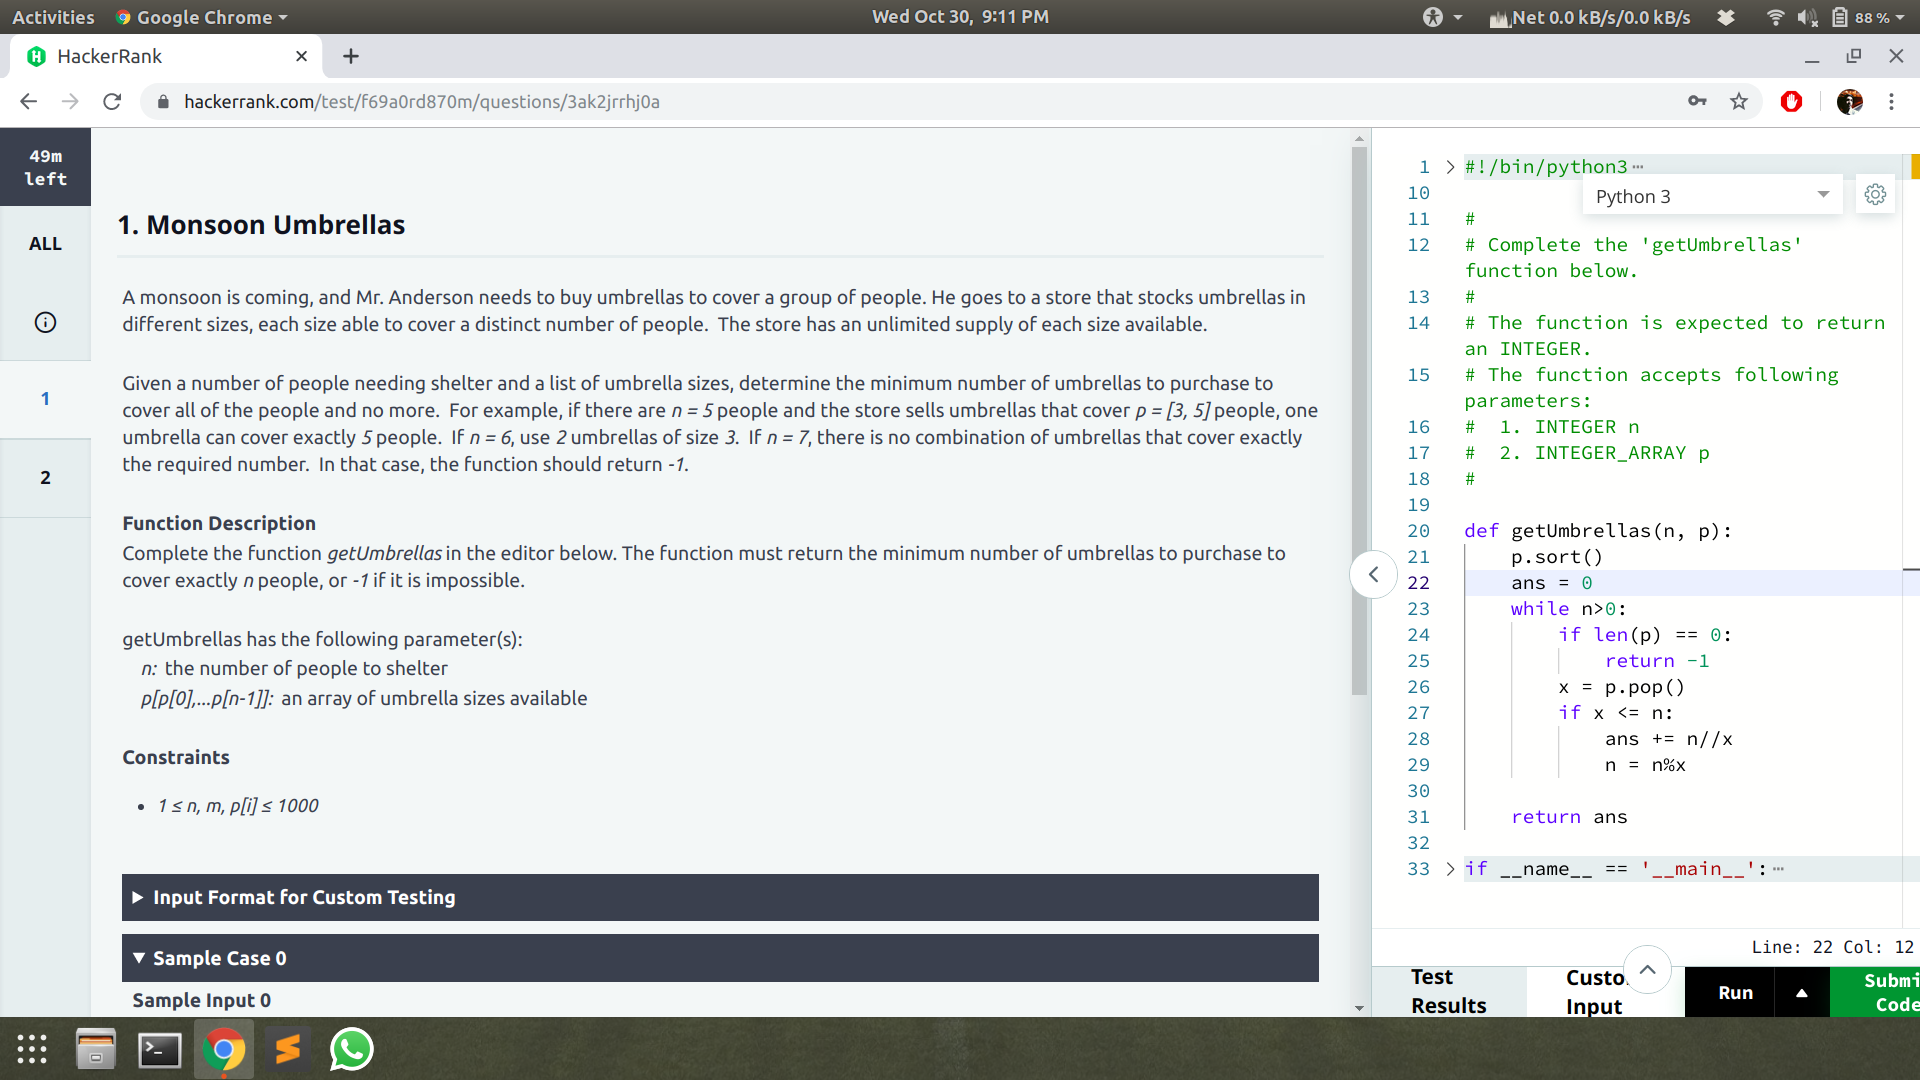 Activities Google Chrome Wed Oct 30, 9:11 PM Net 0.0 kB/s/0.0 kB/s 88 %
HackerRank
hackerrank.com/test/f69a0rd870m/questions/3ak2jrrhj0a
49m
left
ALL
1
2
1. Monsoon Umbrellas
A monsoon is coming, and Mr. Anderson needs to buy umbrellas to cover a group of people. He goes to a store that stocks umbrellas in
different sizes, each size able to cover a distinct number of people.  The store has an unlimited supply of each size available.
Given a number of people needing shelter and a list of umbrella sizes, determine the minimum number of umbrellas to purchase to
cover all of the people and no more.  For example, if there are n = 5 people and the store sells umbrellas that cover p = [3, 5] people, one
umbrella can cover exactly 5 people.  If n = 6, use 2 umbrellas of size 3.  If n = 7, there is no combination of umbrellas that cover exactly
the required number.  In that case, the function should return -1.
Function Description
Complete the function getUmbrellas in the editor below. The function must return the minimum number of umbrellas to purchase to
cover exactly n people, or -1 if it is impossible.
getUmbrellas has the following parameter(s):
n:  the number of people to shelter
p[p[0],...p[n-1]]:  an array of umbrella sizes available
Constraints
• 1 ≤ n, m, p[i] ≤ 1000
Input Format for Custom Testing
Sample Case 0
Sample Input 0
Python 3
1 #!/bin/python3
10
11 #
12 # Complete the 'getUmbrellas'
function below.
13 #
14 # The function is expected to return
an INTEGER.
15 # The function accepts following
parameters:
16 #  1. INTEGER n
17 #  2. INTEGER_ARRAY p
18 #
19
20 def getUmbrellas(n, p):
21     p.sort()
22     ans = 0
23     while n>0:
24         if len(p) == 0:
25             return -1
26         x = p.pop()
27         if x <= n:
28             ans += n//x
29             n = n%x
30
31     return ans
32
33 if __name__ == '__main__':
Line: 22 Col: 12
Test
Results
Custo
Input
Run
Submi
Code